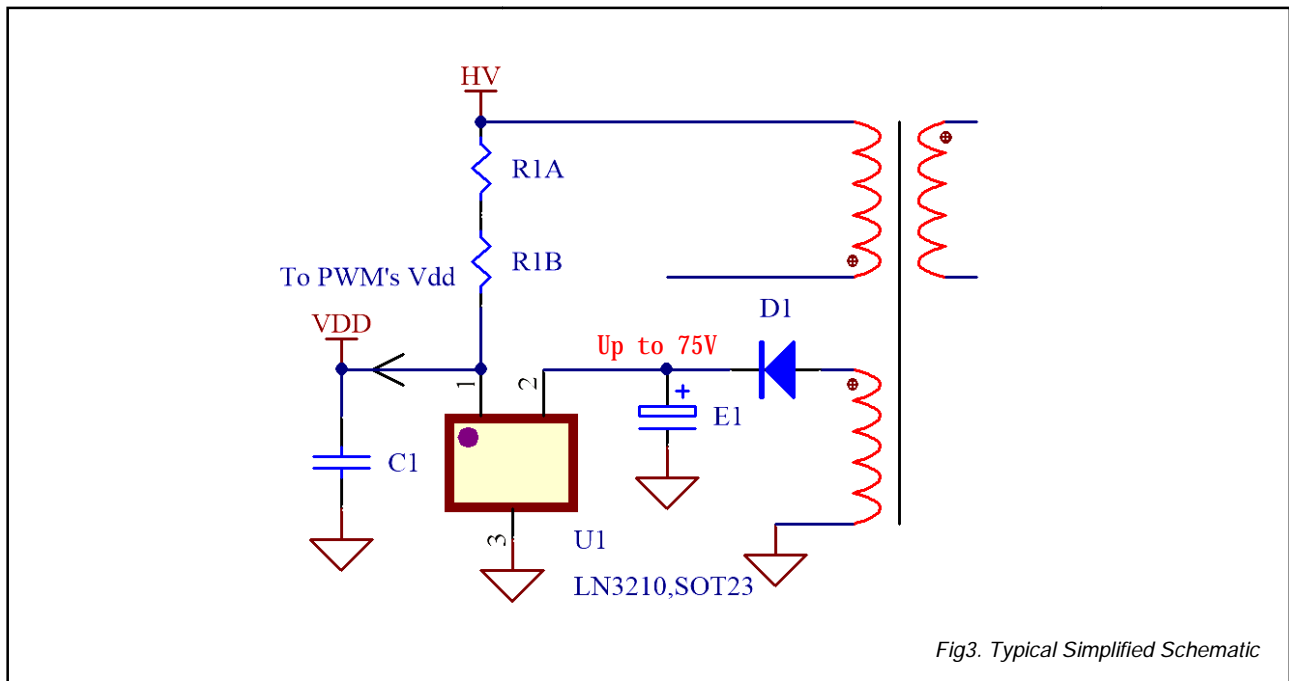 HV
R1A
R1B
To PWM's Vdd
VDD
D1
Up to 75V
1
2
+
E1
C1
3
U1
LN3210,SOT23
Fig3. Typical Simplified Schematic